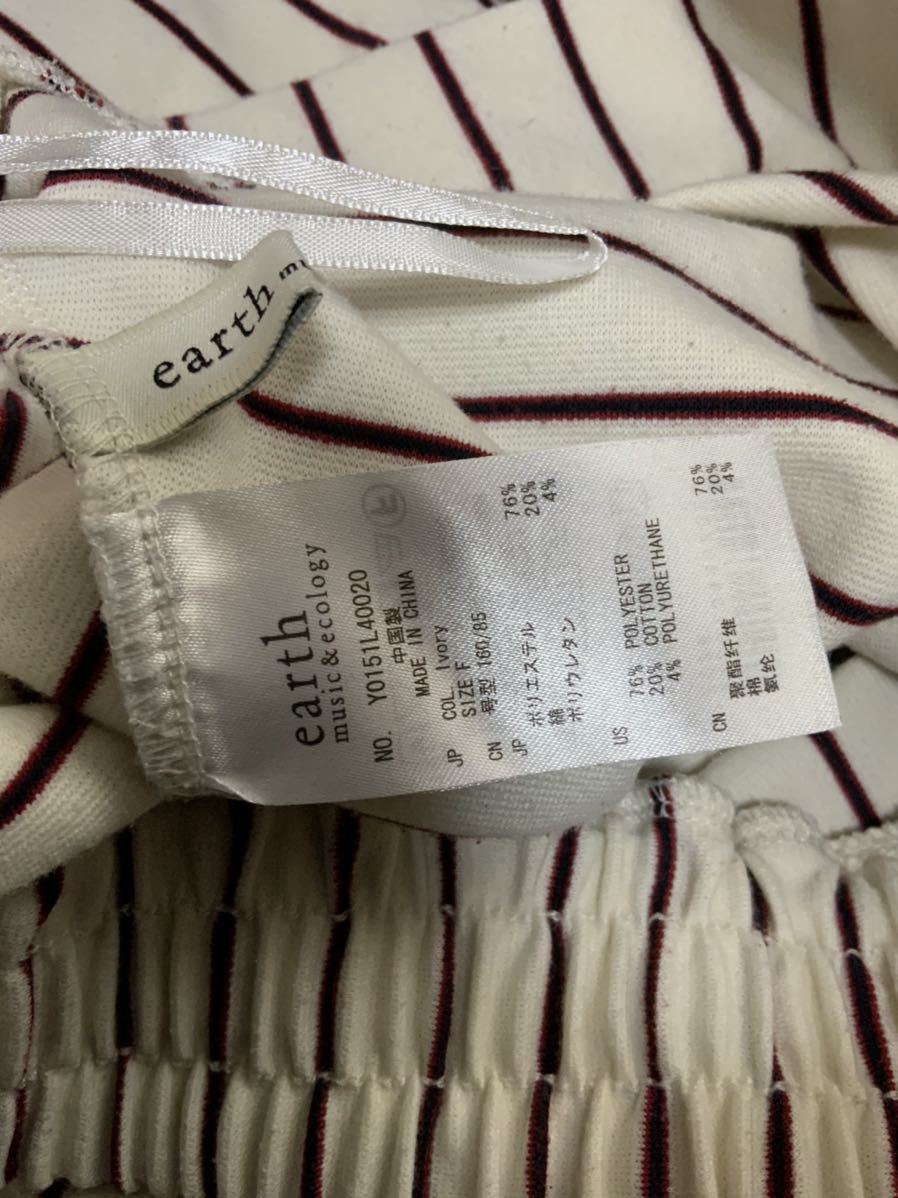 earth
earth
music&ecology
NO. Y0151L40020
中国製
MADE IN CHINA
JP COL Ivory
SIZE F
CN 号型 160/85
JP ポリエステル 76%
綿 20%
ポリウレタン 4%
US 76% POLYESTER
20% COTTON
4% POLYURETHANE
CN 聚酯纤维 76%
棉 20%
氨纶 4%